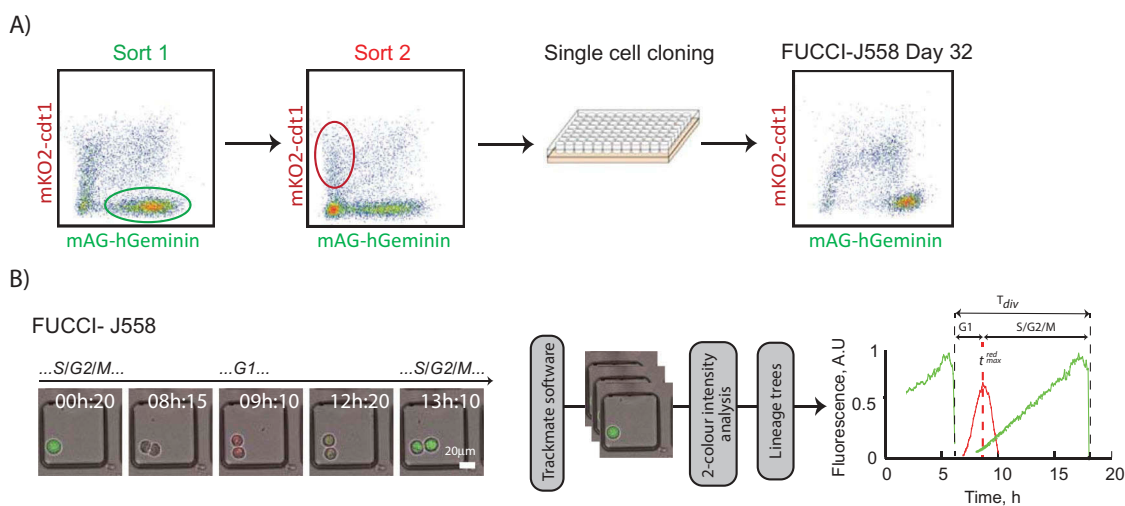 A)
Sort 1
Sort 2
Single cell cloning
FUCCI-J558 Day 32
mKO2-cdt1
mAG-hGeminin
mKO2-cdt1
mAG-hGeminin
mKO2-cdt1
mAG-hGeminin
B)
FUCCI- J558
...S/G2/M...
...G1...
...S/G2/M...
00h:20
08h:15
09h:10
12h:20
13h:10
20µm
Trackmate software
2-colour intensity
analysis
Lineage trees
Tdiv
G1
S/G2/M
t red max
Fluorescence, A.U
1
0.5
0
0
5
10
15
20
Time, h